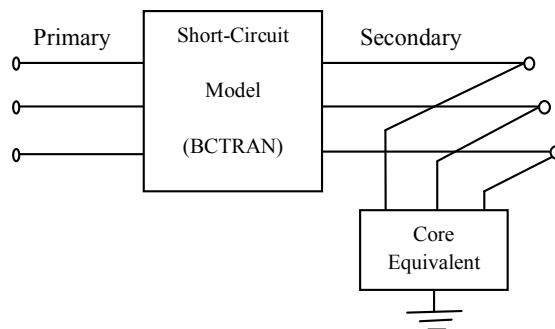 Primary
Short-Circuit
Model
(BCTRAN)
Secondary
Core
Equivalent